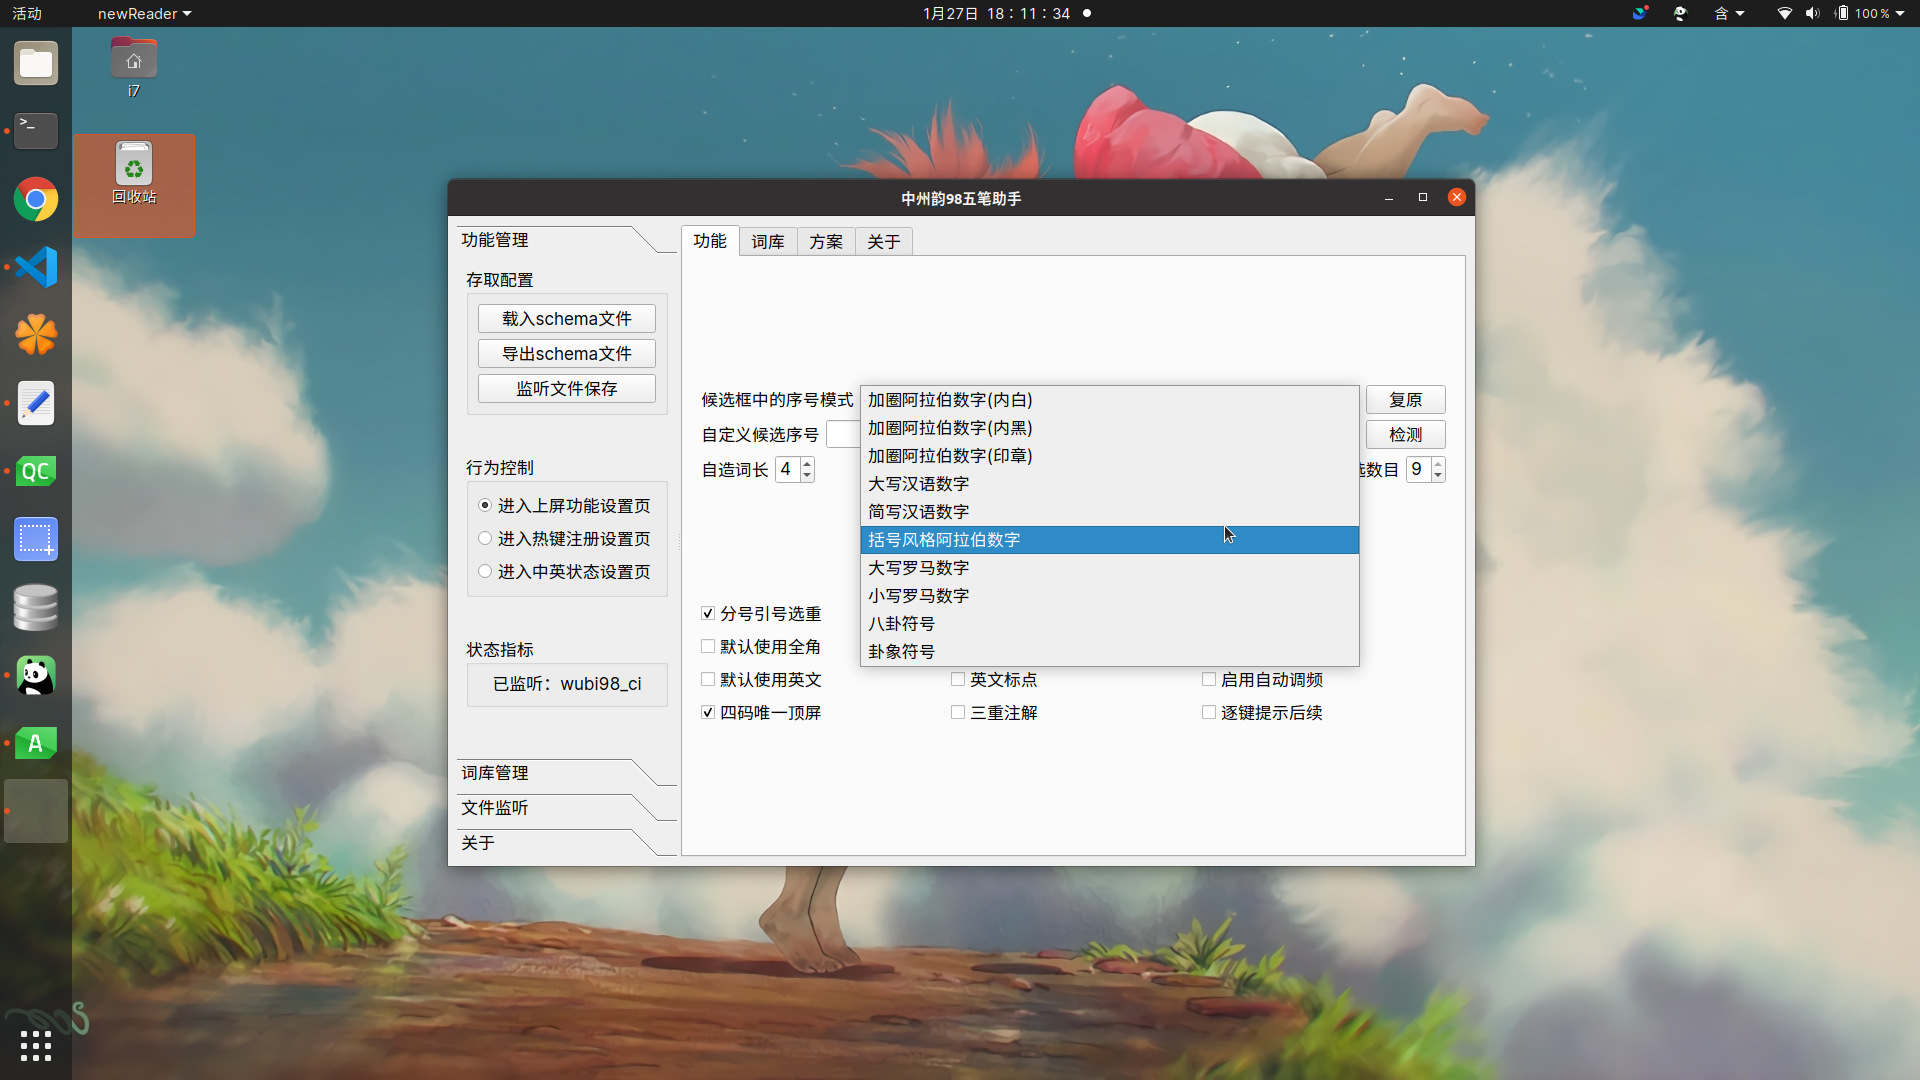 活动
newReader
1月27日 18：11：34
含
100%
i7
回收站
中州韵98五笔助手
功能管理
存取配置
载入schema文件
导出schema文件
监听文件保存
行为控制
进入上屏功能设置页
进入热键注册设置页
进入中英状态设置页
状态指标
已监听：wubi98_ci
词库管理
文件监听
关于
功能
词库
方案
关于
候选框中的序号模式
复原
自定义候选序号
检测
自造词长 4
数目 9
加圈阿拉伯数字(内白)
加圈阿拉伯数字(内黑)
加圈阿拉伯数字(印章)
大写汉语数字
简写汉语数字
括号风格阿拉伯数字
大写罗马数字
小写罗马数字
八卦符号
卦象符号
分号引号选重
默认使用全角
默认使用英文
英文标点
启用自动调频
四码唯一顶屏
三重注解
逐键提示后续
QC
A